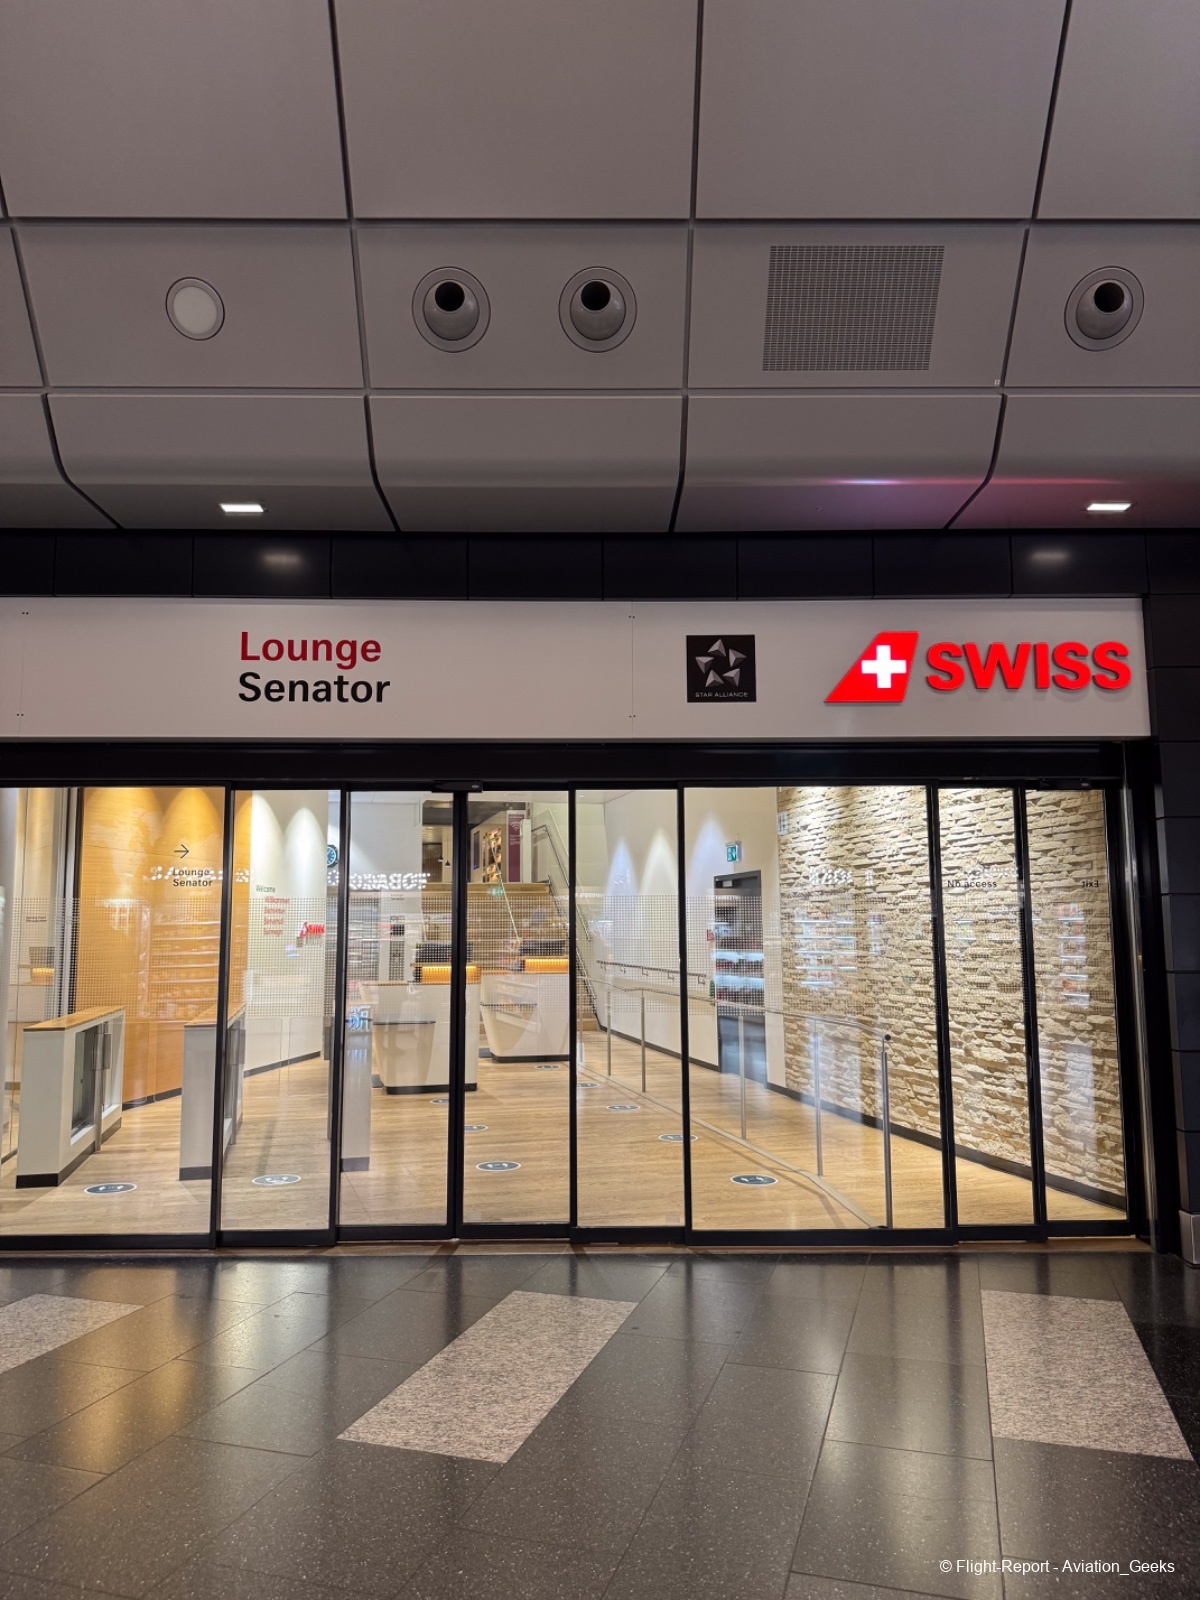 Lounge
Senator
STAR ALLIANCE
SWISS
Lounge
Senator
Welcome
No access
Exit
© Flight-Report - Aviation_Geeks